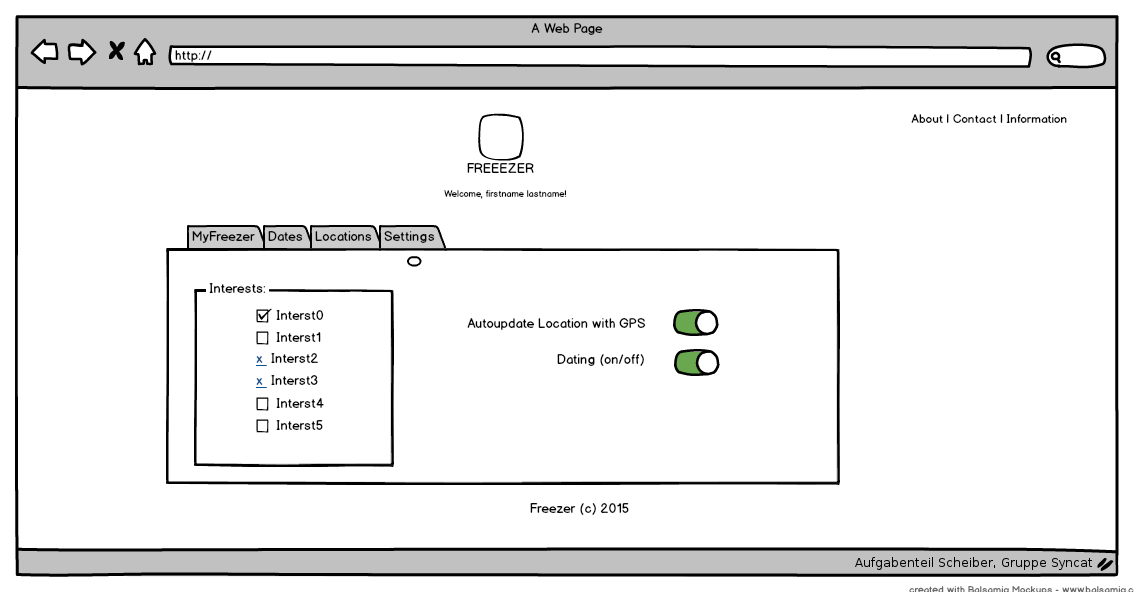 A Web Page
http://
About | Contact | Information
FREEEZER
Welcome, firstname lastname!
MyFreezer Dates Locations Settings
Interests:
Interst0
Interst1
x Interst2
x Interst3
Interst4
Interst5
Autoupdate Location with GPS
Dating (on/off)
Freezer (c) 2015
Aufgabenteil Scheiber, Gruppe Syncat
created with Balsamiq Mockups - www.balsamiq.c